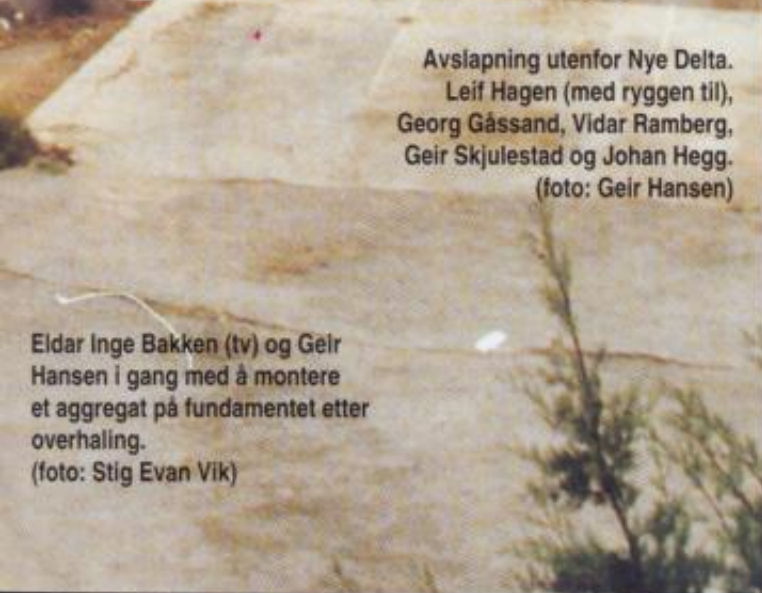 Avslapning utenfor Nye Delta.
Leif Hagen (med ryggen til),
Georg Gåssand, Vidar Ramberg,
Geir Skjulestad og Johan Hegg.
(foto: Geir Hansen)
Eldar Inge Bakken (tv) og Geir
Hansen i gang med å montere
et aggregat på fundamentet etter
overhaling.
(foto: Stig Evan Vik)